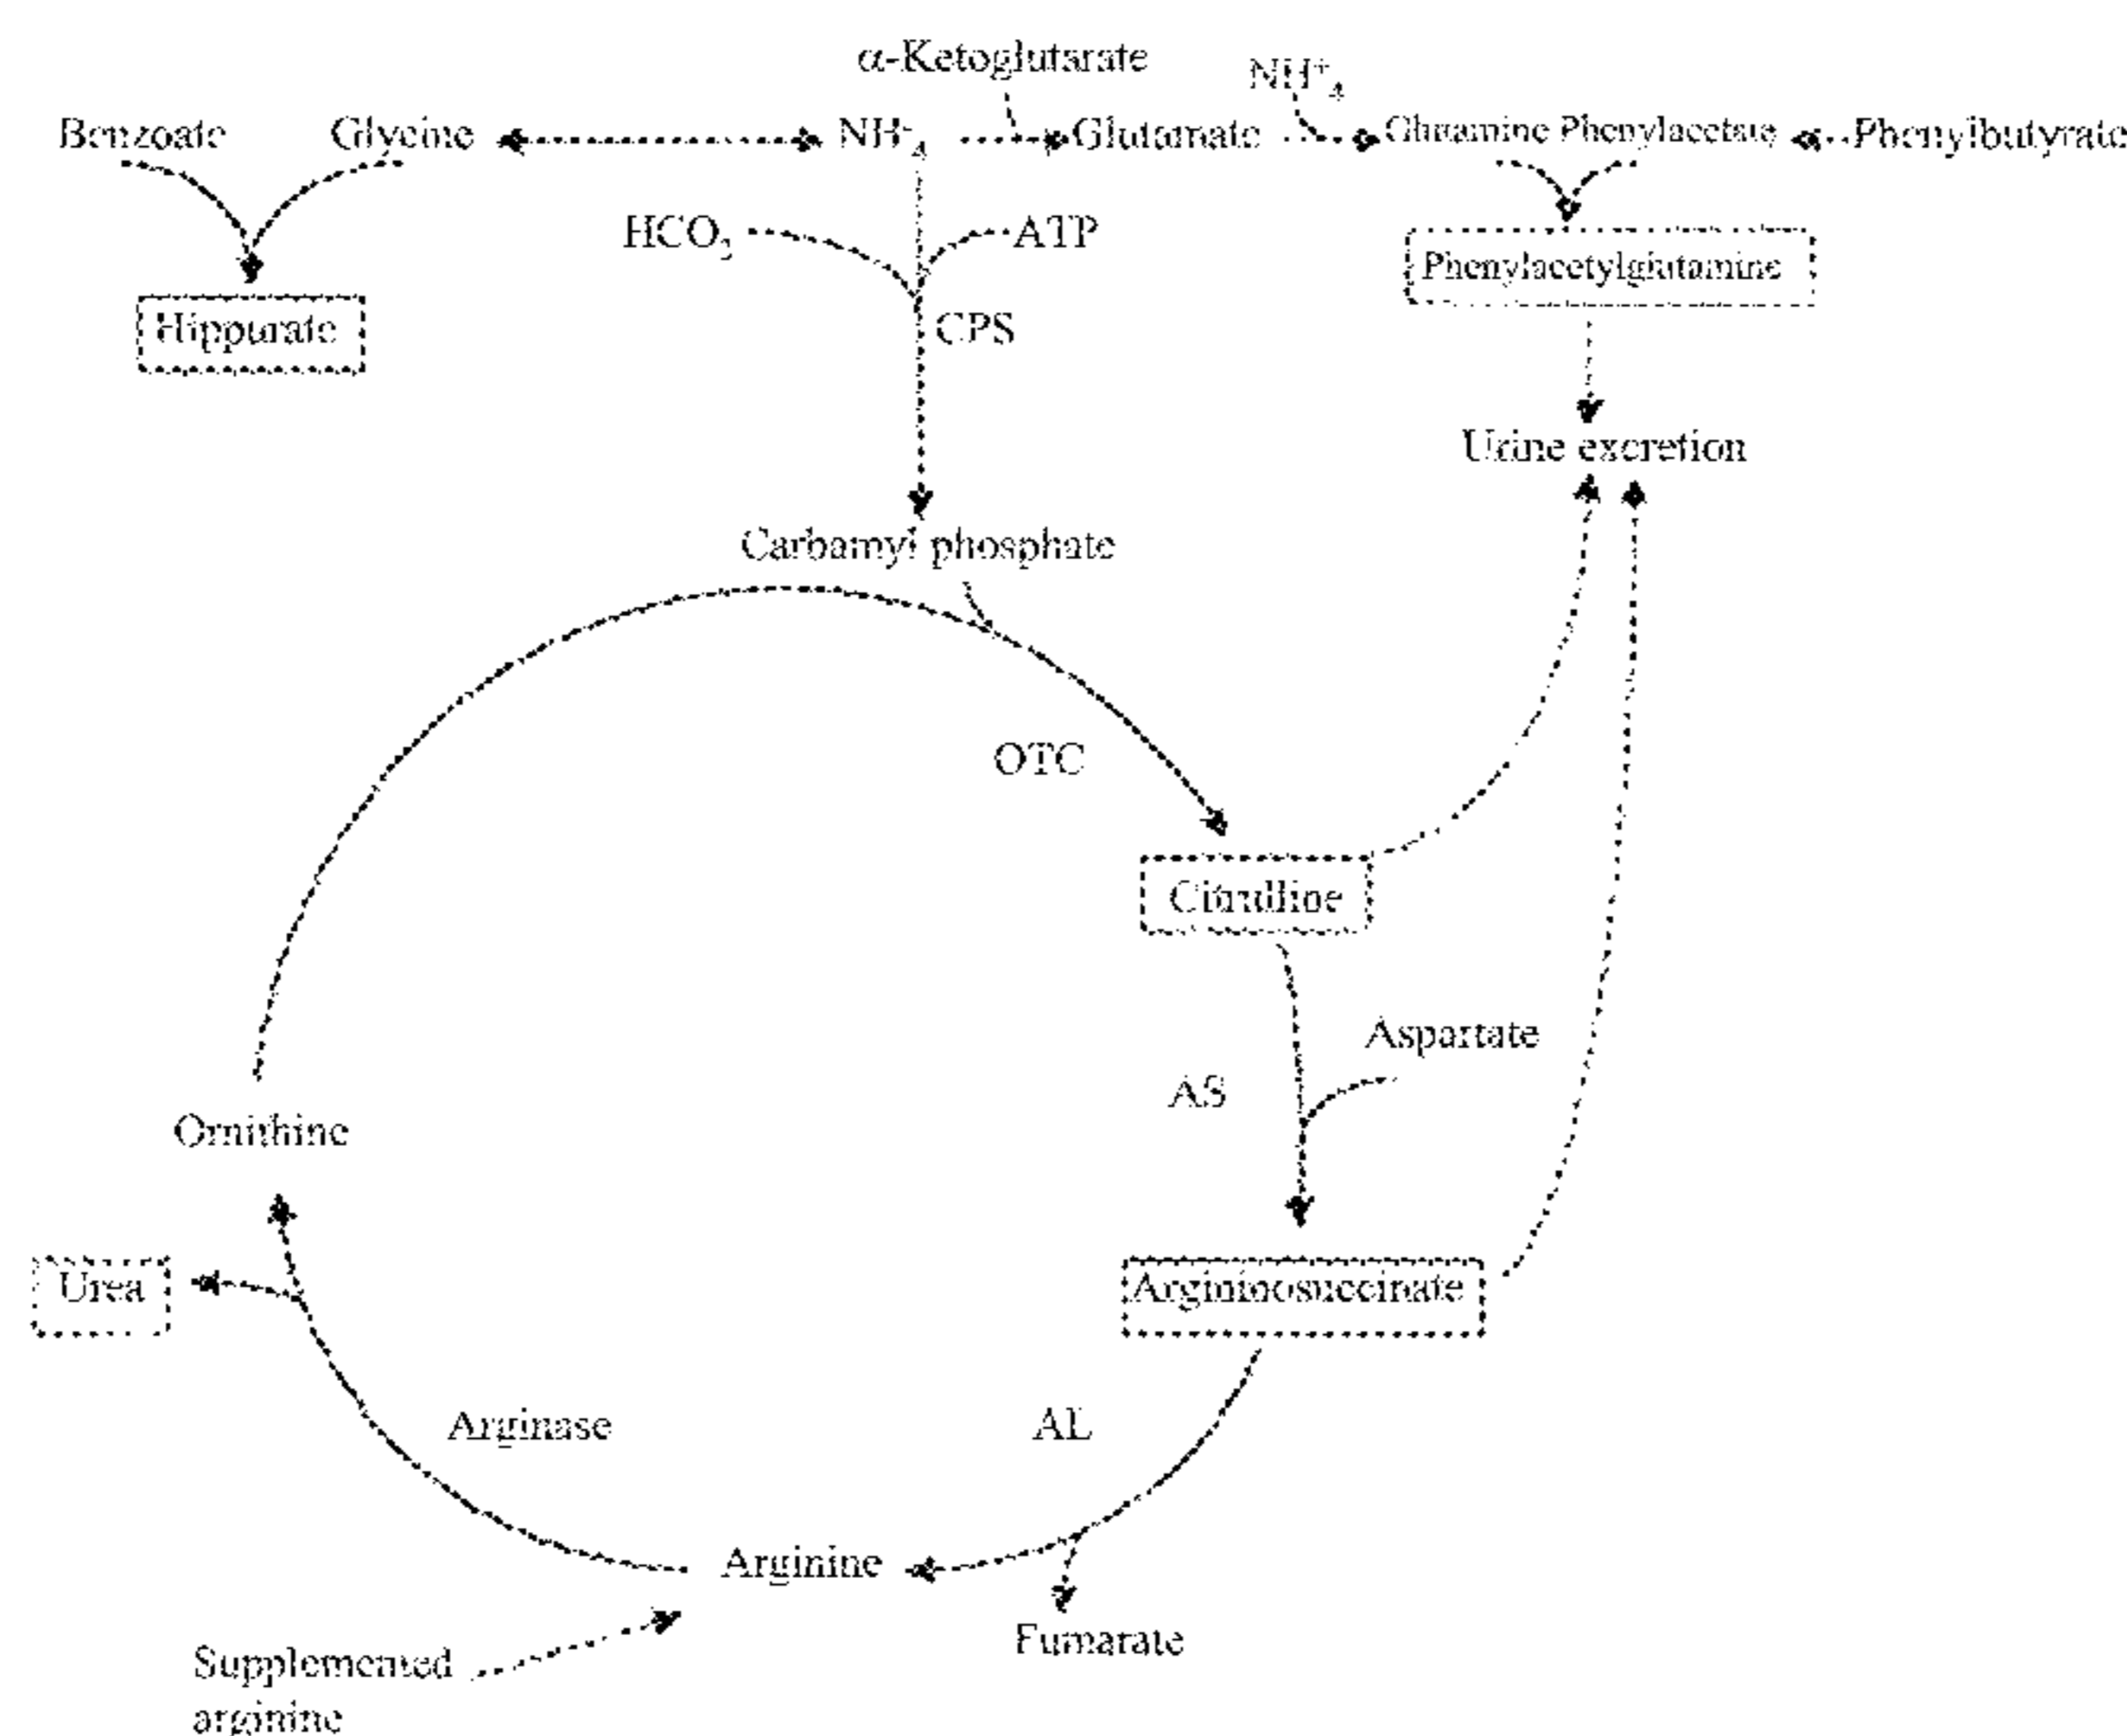 α-Ketoglutarate
NH⁺₄
Benzoate Glycine NH⁺₄ Glutamate Glutamine Phenylacetate Phenylbutyrate
HCO₃ ATP
Phenylacetylglutamine
Hippurate CPS
Urine excretion
Carbamyl phosphate
OTC
Citrulline
Aspartate
AS
Ornithine
Urea Argininosuccinate
Arginase AL
Arginine
Fumarate
Supplemented
arginine